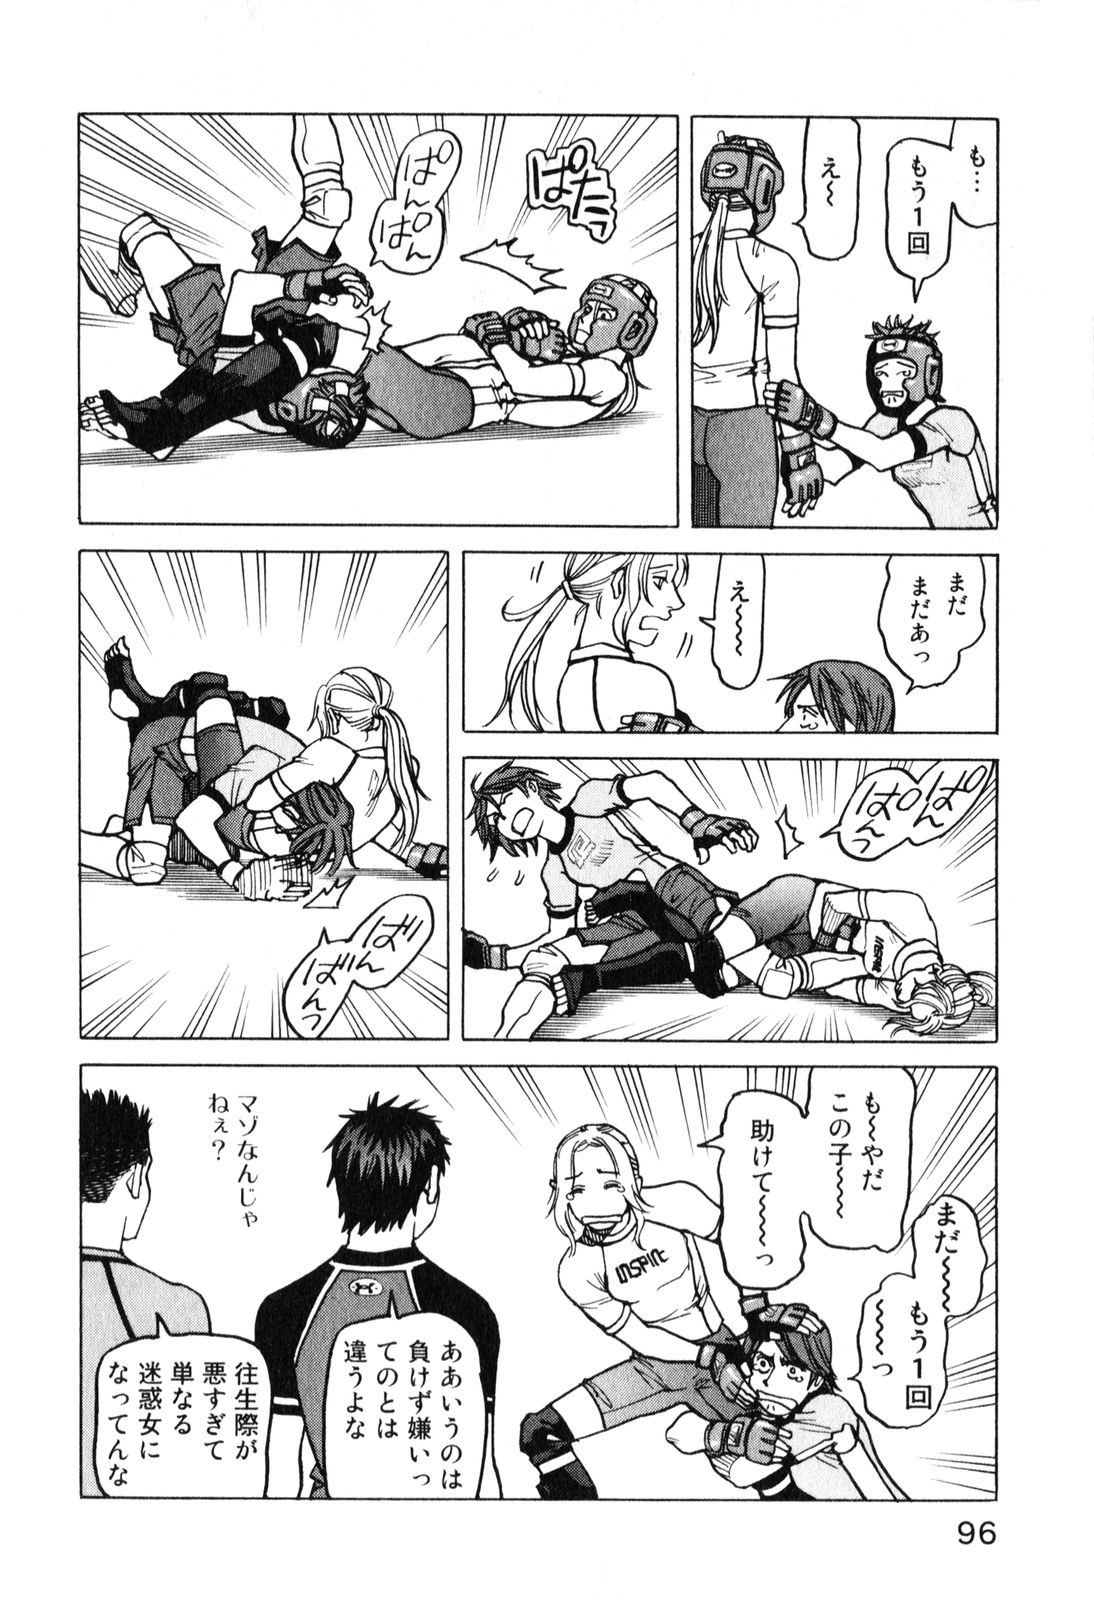 も…
もう1回
え～
ぱたっ
ぱん
ぱん
まだ
まだあっ
え～～
ぱん
ぱんっ
ばん
ばんっ
まだ～～
もう1回
～～っ
も～やだ
この子～～
助けて～～っ
INSPIRIT
マゾなんじゃ
ねぇ？
ああいうのは
負けず嫌いっ
てのとは
違うよな
往生際が
悪すぎて
単なる
迷惑女に
なってんな
96